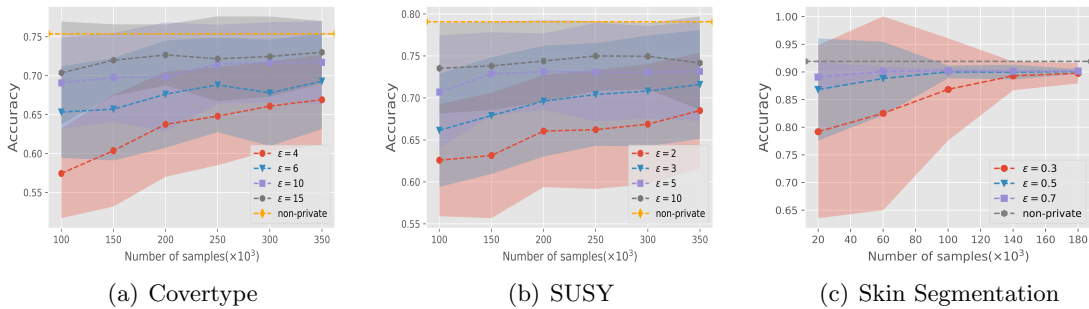 Accuracy
0.75
0.70
0.65
0.60
0.55
100 150 200 250 300 350
Number of samples(×10³)
ε = 4
ε = 6
ε = 10
ε = 15
non-private
(a) Covertype
Accuracy
0.80
0.75
0.70
0.65
0.60
0.55
100 150 200 250 300 350
Number of samples(×10³)
ε = 2
ε = 3
ε = 5
ε = 10
non-private
(b) SUSY
Accuracy
1.00
0.95
0.90
0.85
0.80
0.75
0.70
0.65
20 40 60 80 100 120 140 160 180
Number of samples(×10³)
ε = 0.3
ε = 0.5
ε = 0.7
non-private
(c) Skin Segmentation